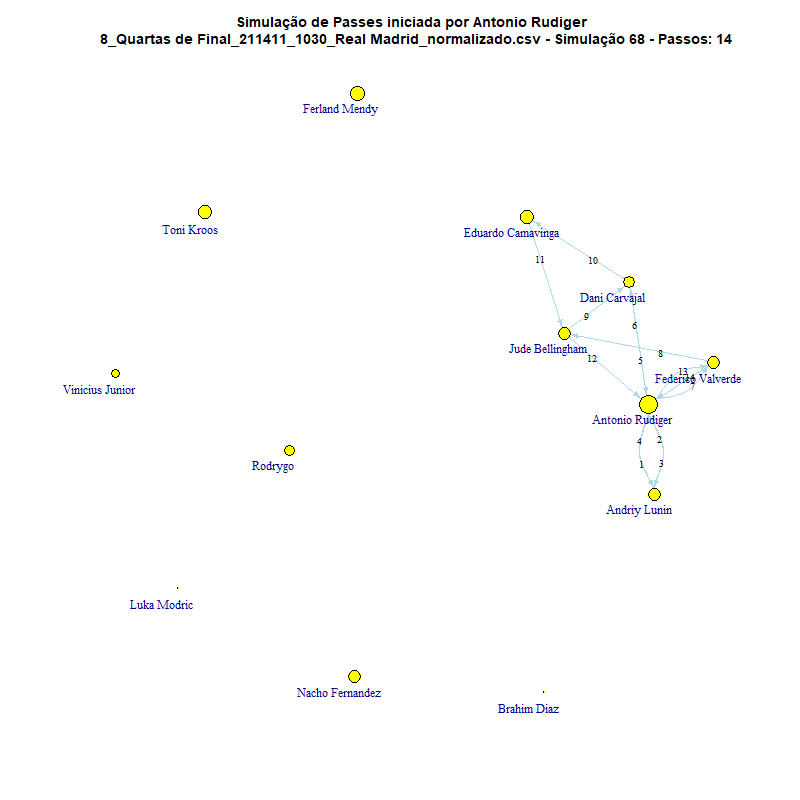 Simulação de Passes iniciada por Antonio Rudiger
8_Quartas de Final_211411_1030_Real Madrid_normalizado.csv - Simulação 68 - Passos: 14
Ferland Mendy
Toni Kroos
Eduardo Camavinga
11
10
Dani Carvajal
9
6
Jude Bellingham
8
12
5
13
14
7
Federico Valverde
Vinicius Junior
Antonio Rudiger
4
2
1
3
Rodrygo
Andriy Lunin
Luka Modric
Nacho Fernandez
Brahim Diaz